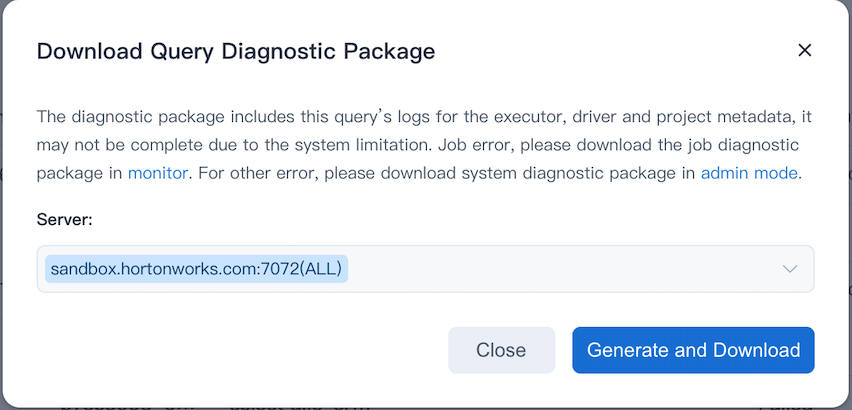 Download Query Diagnostic Package
The diagnostic package includes this query's logs for the executor, driver and project metadata, it
may not be complete due to the system limitation. Job error, please download the job diagnostic
package in monitor. For other error, please download system diagnostic package in admin mode.
Server:
sandbox.hortonworks.com:7072(ALL)
Close
Generate and Download